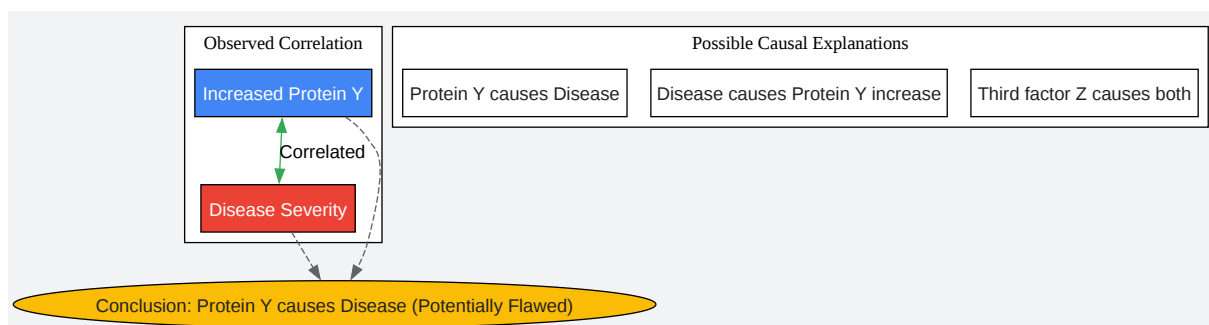 Observed Correlation
Increased Protein Y
Correlated
Disease Severity
Possible Causal Explanations
Protein Y causes Disease
Disease causes Protein Y increase
Third factor Z causes both
Conclusion: Protein Y causes Disease (Potentially Flawed)